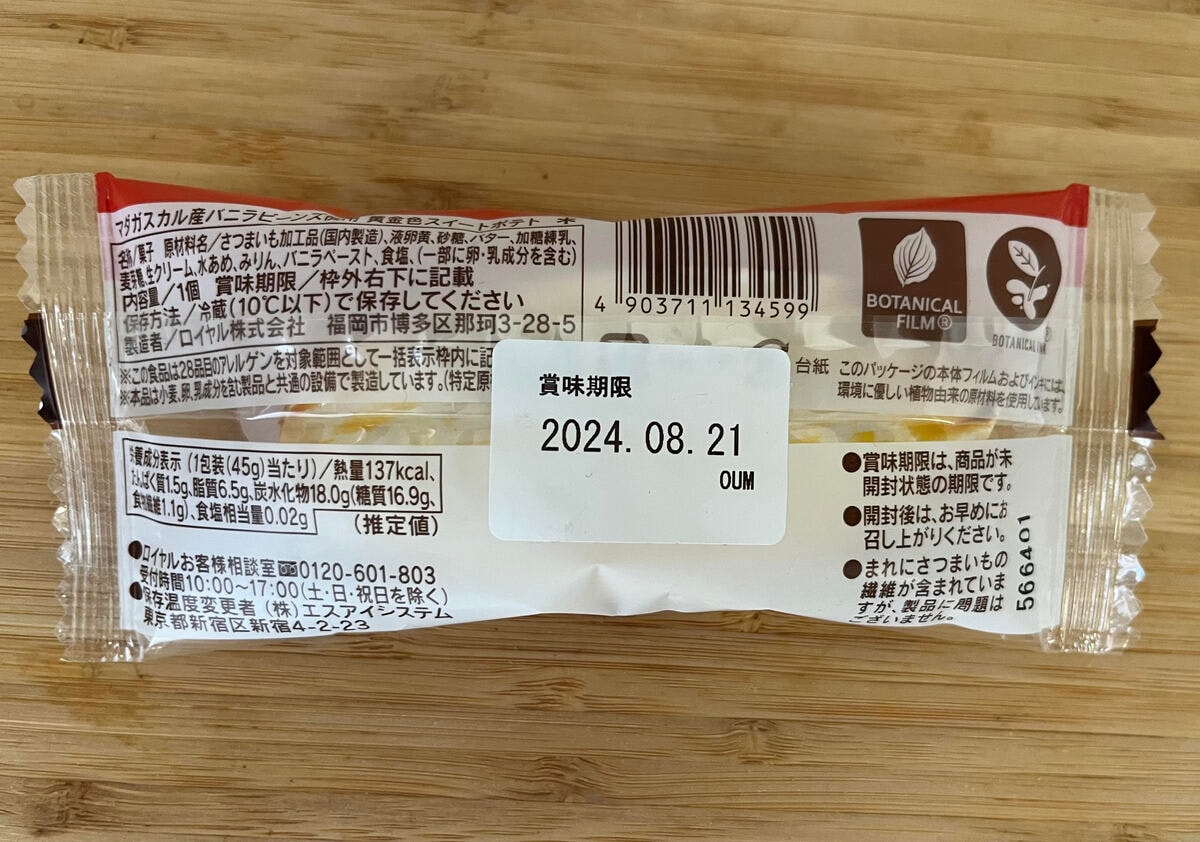 マダガスカル産バニラビーンズ使用 黄金色スイートポテト
名称/菓子 原材料名/さつまいも加工品(国内製造)、液卵黄、砂糖、バター、加糖練乳、
麦芽糖、生クリーム、水あめ、みりん、バニラペースト、食塩、(一部に卵・乳成分を含む)
内容量/1個 賞味期限/枠外右下に記載
保存方法/冷蔵(10℃以下)で保存してください
製造者/ロイヤル株式会社 福岡市博多区那珂3-28-5
※この食品は28品目のアレルゲンを対象範囲として一括表示枠内に記
※本品は小麦、卵、乳成分を含む製品と共通の設備で製造しています。(特定原
4 903711 134599
BOTANICAL
FILM®
BOTANICAL INK®
台紙
このパッケージの本体フィルムおよびインキには、
環境に優しい植物由来の原材料を使用しています。
賞味期限
2024.08.21
OUM
栄養成分表示(1包装(45g)当たり)/熱量137kcal、
たんぱく質1.5g、脂質6.5g、炭水化物18.0g(糖質16.9g、
食物繊維1.1g)、食塩相当量0.02g
(推定値)
●ロイヤルお客様相談室 0120-601-803
受付時間10:00〜17:00(土・日・祝日を除く)
●保存温度変更者(株)エスアイシステム
東京都新宿区新宿4-2-23
●賞味期限は、商品が未
開封状態の期限です。
●開封後は、お早めにお
召し上がりください。
●まれにさつまいもの
繊維が含まれていま
すが、製品に問題は
ございません。
566401